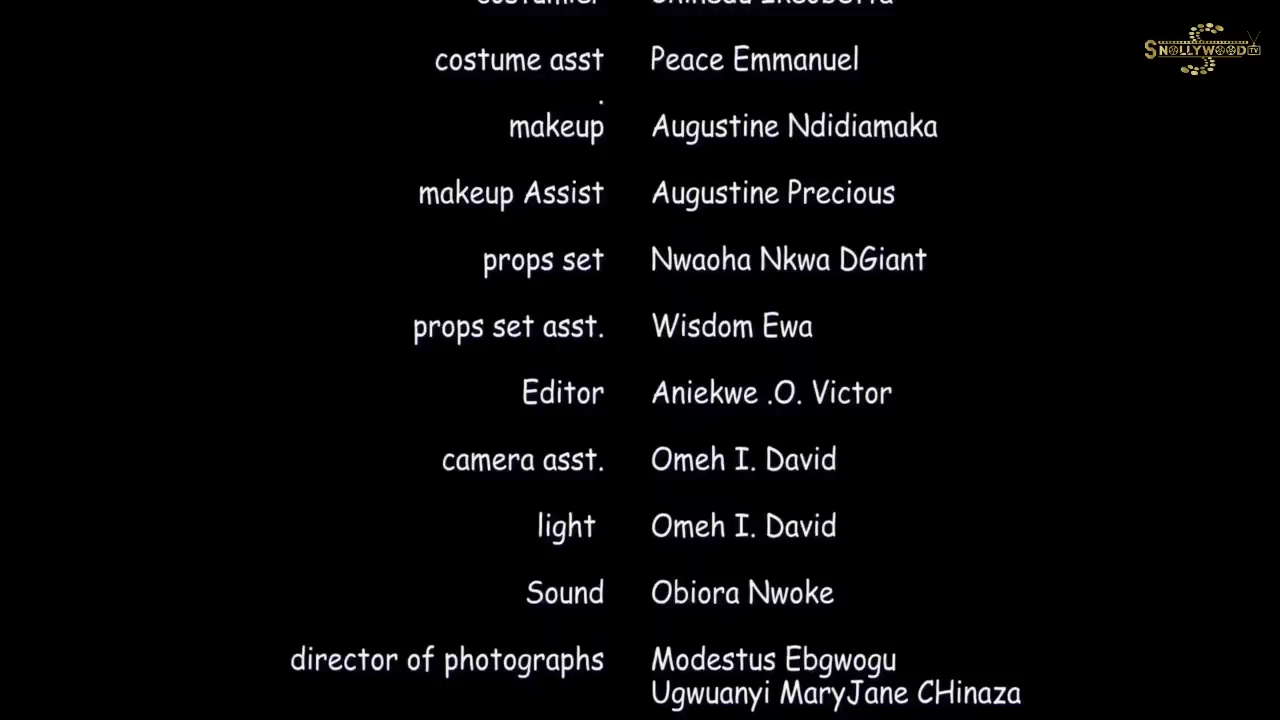 costume asst Peace Emmanuel
.
makeup Augustine Ndidiamaka
makeup Assist Augustine Precious
props set Nwaoha Nkwa DGiant
props set asst. Wisdom Ewa
Editor Aniekwe .O. Victor
camera asst. Omeh I. David
light Omeh I. David
Sound Obiora Nwoke
director of photographs Modestus Ebgwogu
Ugwuanyi MaryJane CHinaza
SNOLLYWOOD TV